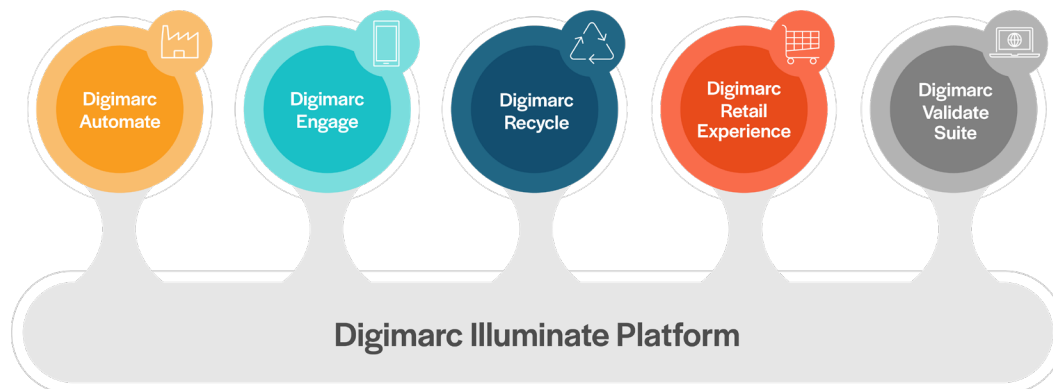 Digimarc
Automate
Digimarc
Engage
Digimarc
Recycle
Digimarc
Retail
Experience
Digimarc
Validate
Suite
Digimarc Illuminate Platform